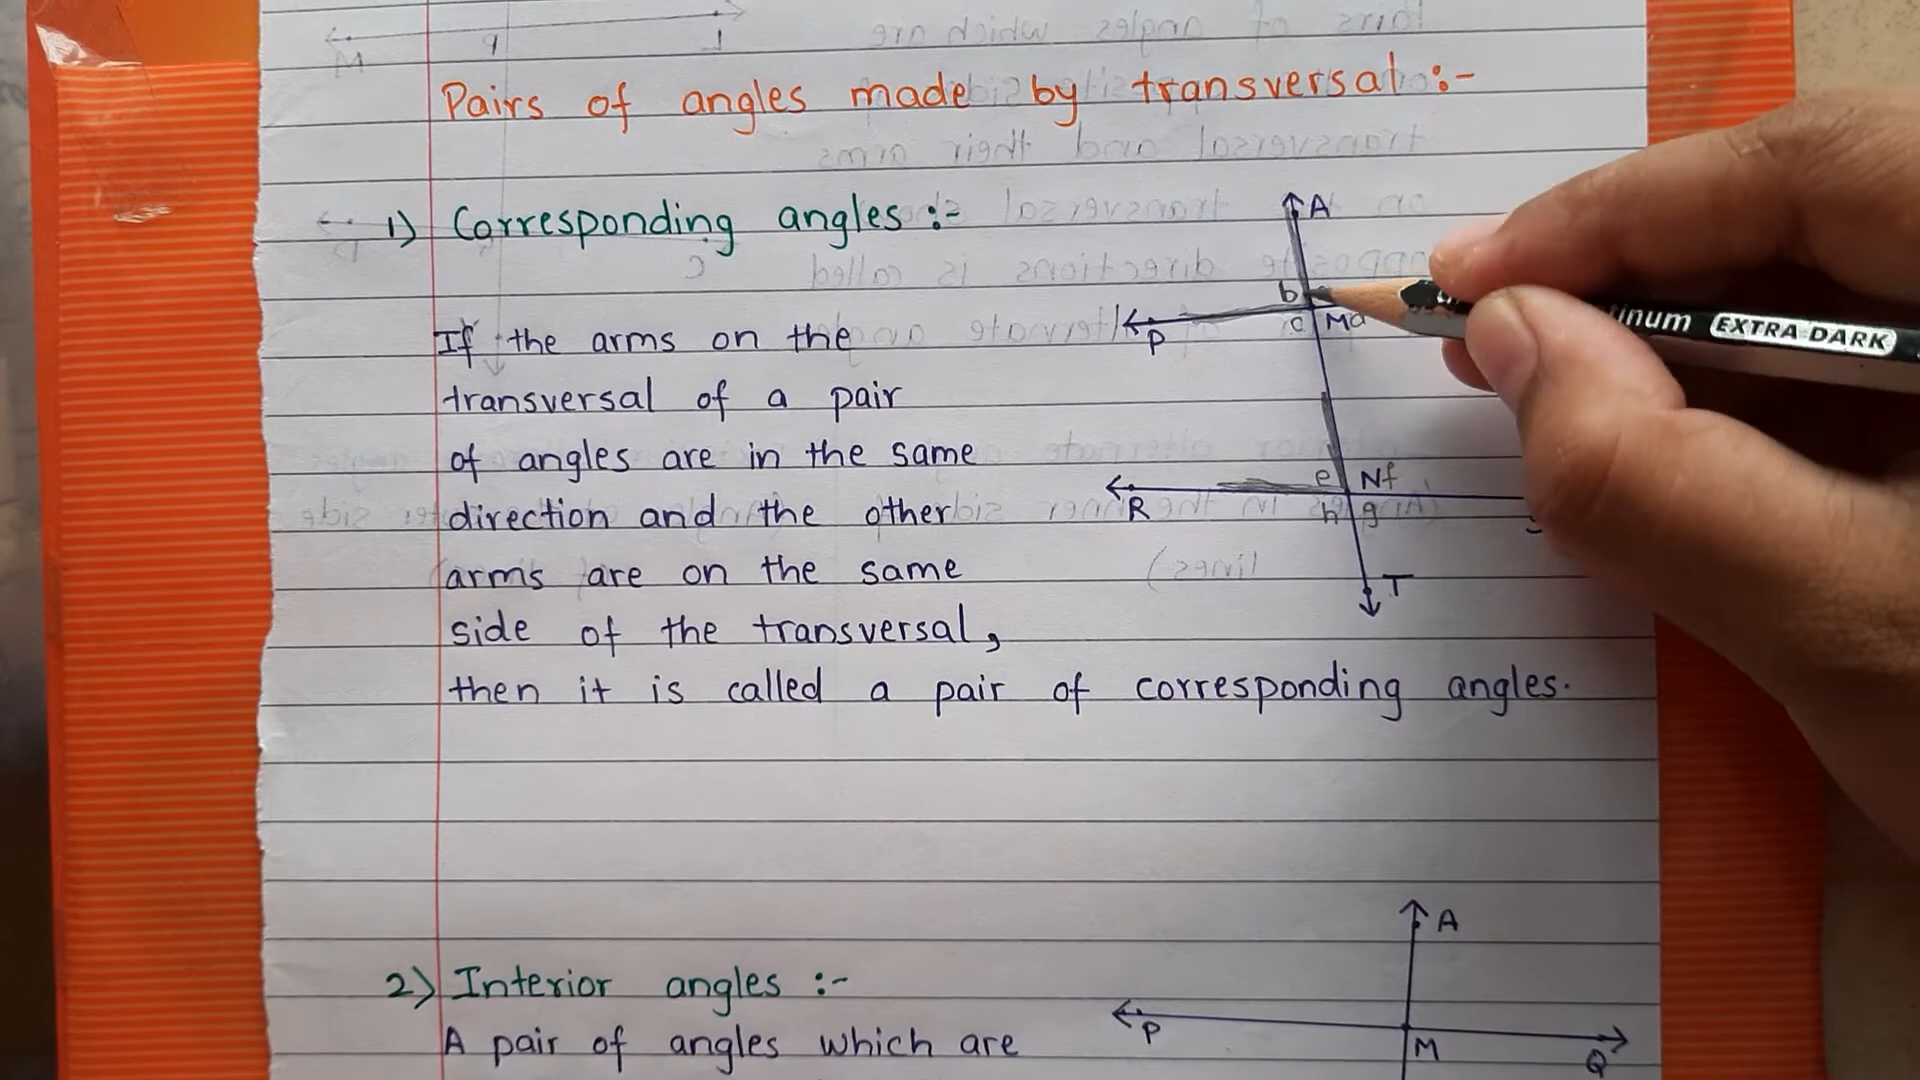 Pairs of angles made by transversal :-
1) Corresponding angles :-
If the arms on the
transversal of a pair
of angles are in the same
direction and the other
arms are on the same
side of the transversal,
then it is called a pair of corresponding angles.
A
b
c M d
P
e N f
R
h g
T
inum EXTRA DARK
2) Interior angles :-
A pair of angles which are
A
P
M
Q